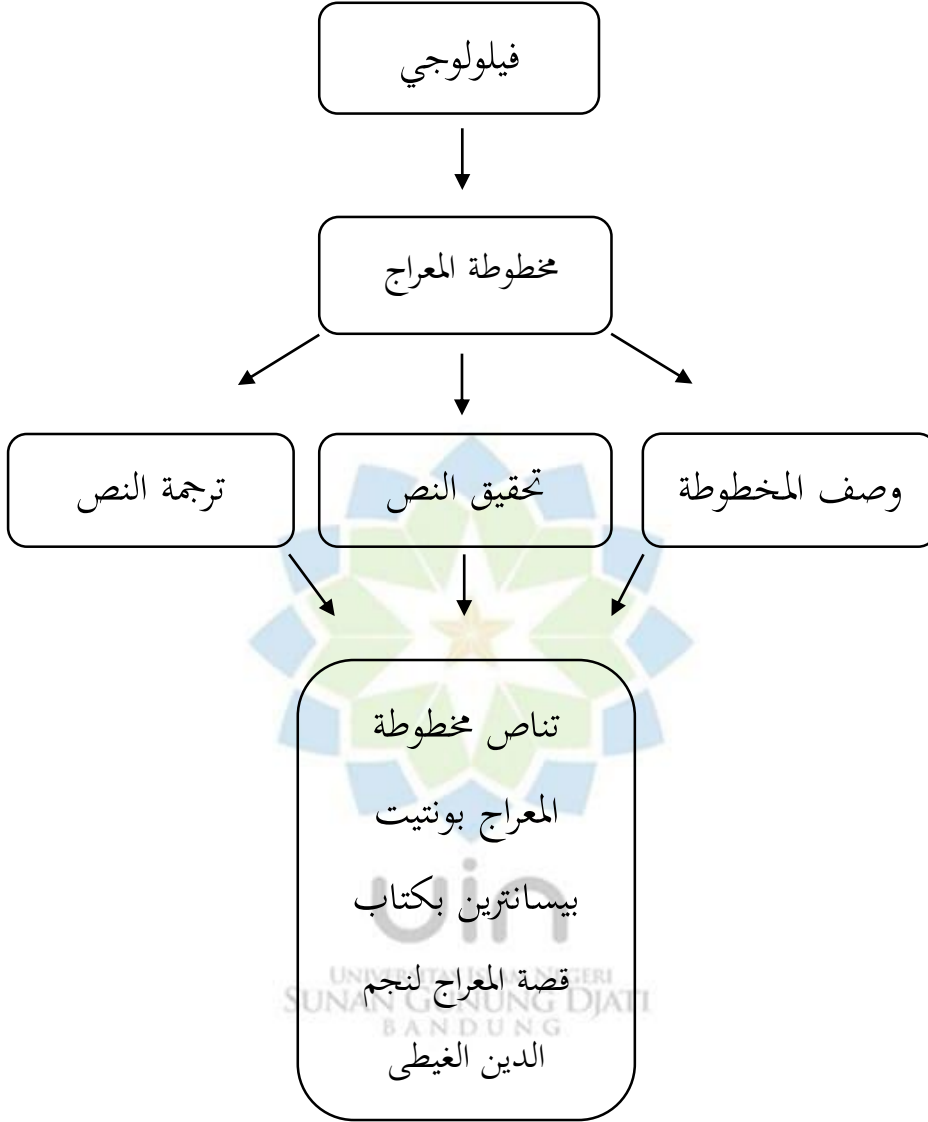 فيلولوجي
مخطوطة المعراج
وصف المخطوطة
تحقيق النص
ترجمة النص
تناص مخطوطة
المعراج بونتيت
بيسانترين بكتاب
قصة المعراج لنجم
الدين الغيطى
uin
UNIVERSITAS ISLAM NEGERI
SUNAN GUNUNG DJATI
BANDUNG